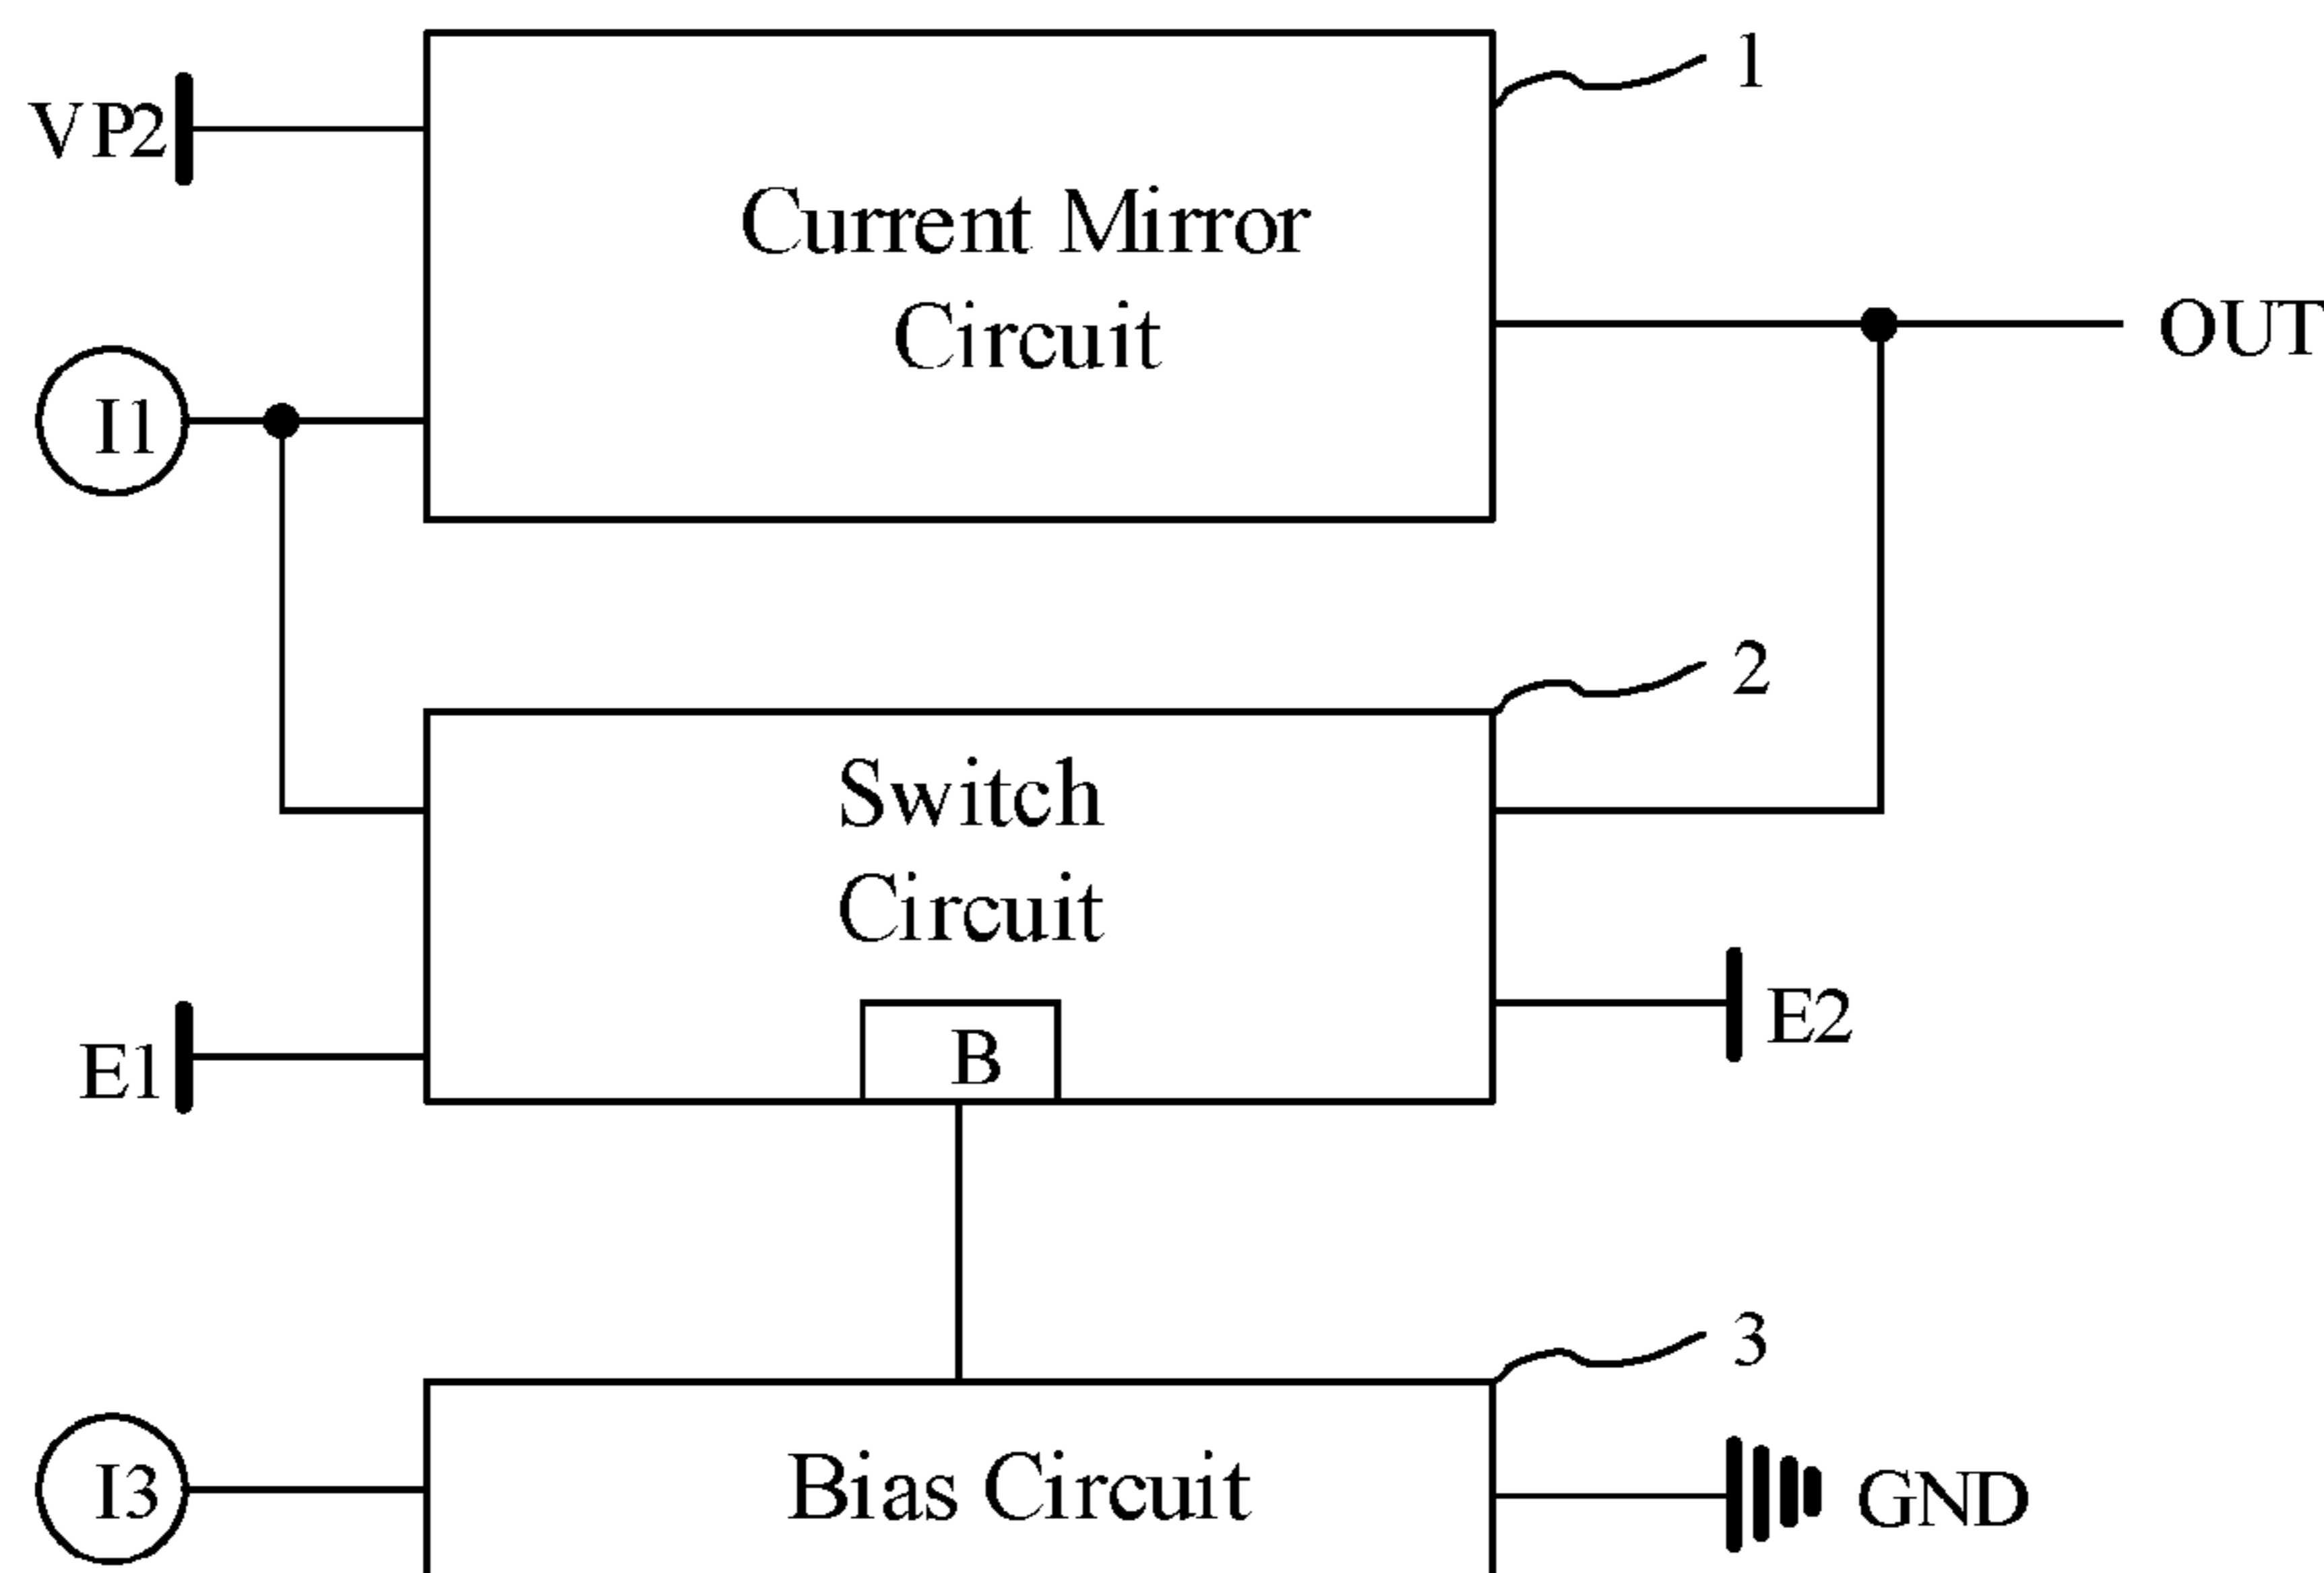 1
VP2
Current Mirror
Circuit
OUT
I1
2
Switch
Circuit
E2
B
E1
3
Bias Circuit
I3
GND